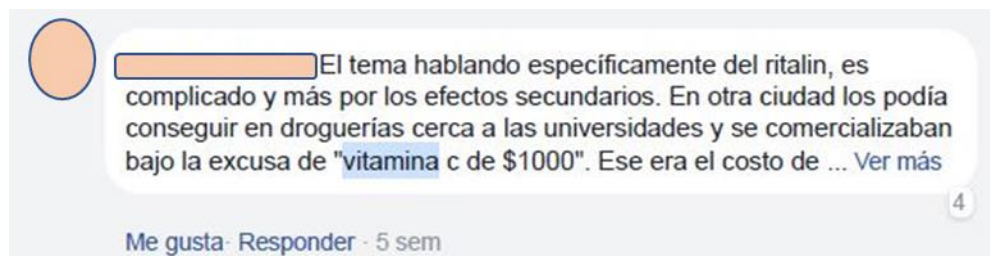 El tema hablando específicamente del ritalin, es
complicado y más por los efectos secundarios. En otra ciudad los podía
conseguir en droguerías cerca a las universidades y se comercializaban
bajo la excusa de "vitamina c de $1000". Ese era el costo de ... Ver más
4
Me gusta · Responder · 5 sem